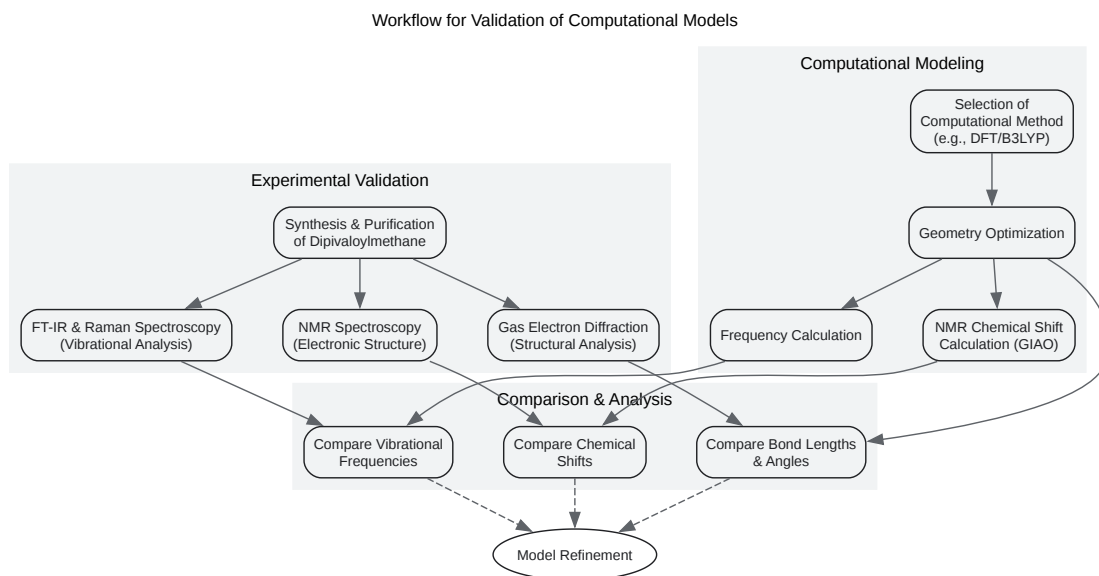 Workflow for Validation of Computational Models
Computational Modeling
Selection of
Computational Method
(e.g., DFT/B3LYP)
Experimental Validation
Synthesis & Purification
of Dipivaloylmethane
Geometry Optimization
FT-IR & Raman Spectroscopy
(Vibrational Analysis)
NMR Spectroscopy
(Electronic Structure)
Gas Electron Diffraction
(Structural Analysis)
Frequency Calculation
NMR Chemical Shift
Calculation (GIAO)
Comparison & Analysis
Compare Vibrational
Frequencies
Compare Chemical
Shifts
Compare Bond Lengths
& Angles
Model Refinement